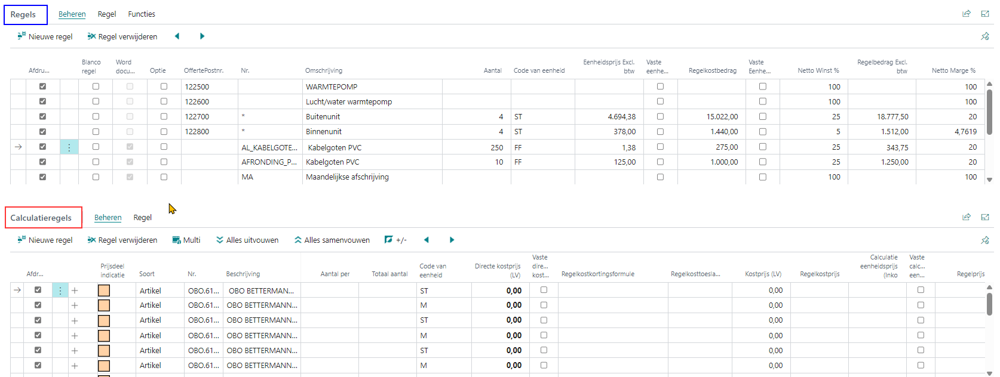 Regels Beheren Regel Functies
Nieuwe regel Regel verwijderen
Afdru... Blanco regel Word docu... Optie OffertePostnr. Nr. Omschrijving Aantal Code van eenheid Eenheidsprijs Excl. btw Vaste eenhe... Regelkostbedrag Vaste Eenhe... Netto Winst % Regelbedrag Excl. btw Netto Marge %
122500 WARMTEPOMP 100 100
122600 Lucht/water warmtepomp 100 100
122700 * Buitenunit 4 ST 4.694,38 15.022,00 25 18.777,50 20
122800 * Binnenunit 4 ST 378,00 1.440,00 5 1.512,00 4,7619
AL_KABELGOTE... Kabelgoten PVC 250 FF 1,38 275,00 25 343,75 20
AFRONDING_P... Kabelgoten PVC 10 FF 125,00 1.000,00 25 1.250,00 20
MA Maandelijkse afschrijving 100 100
Calculatieregels Beheren Regel
Nieuwe regel Regel verwijderen Multi Alles uitvouwen Alles samenvouwen +/-
Afdr... Prijsdeel indicatie Soort Nr. Beschrijving Aantal per Totaal aantal Code van eenheid Directe kostprijs (LV) Vaste dire... kost... Regelkostkortingsformule Regelkosttoesla... Kostprijs (LV) Regelkostprijs Calculatie eenheidsprijs (Inko Vaste calc... een... Regelprijs
Artikel OBO.61... OBO BETTERMAN... ST 0,00 0,00
Artikel OBO.61... OBO BETTERMANN... M 0,00 0,00
Artikel OBO.61... OBO BETTERMANN... ST 0,00 0,00
Artikel OBO.61... OBO BETTERMANN... M 0,00 0,00
Artikel OBO.61... OBO BETTERMANN... ST 0,00 0,00
Artikel OBO.61... OBO BETTERMANN... M 0,00 0,00